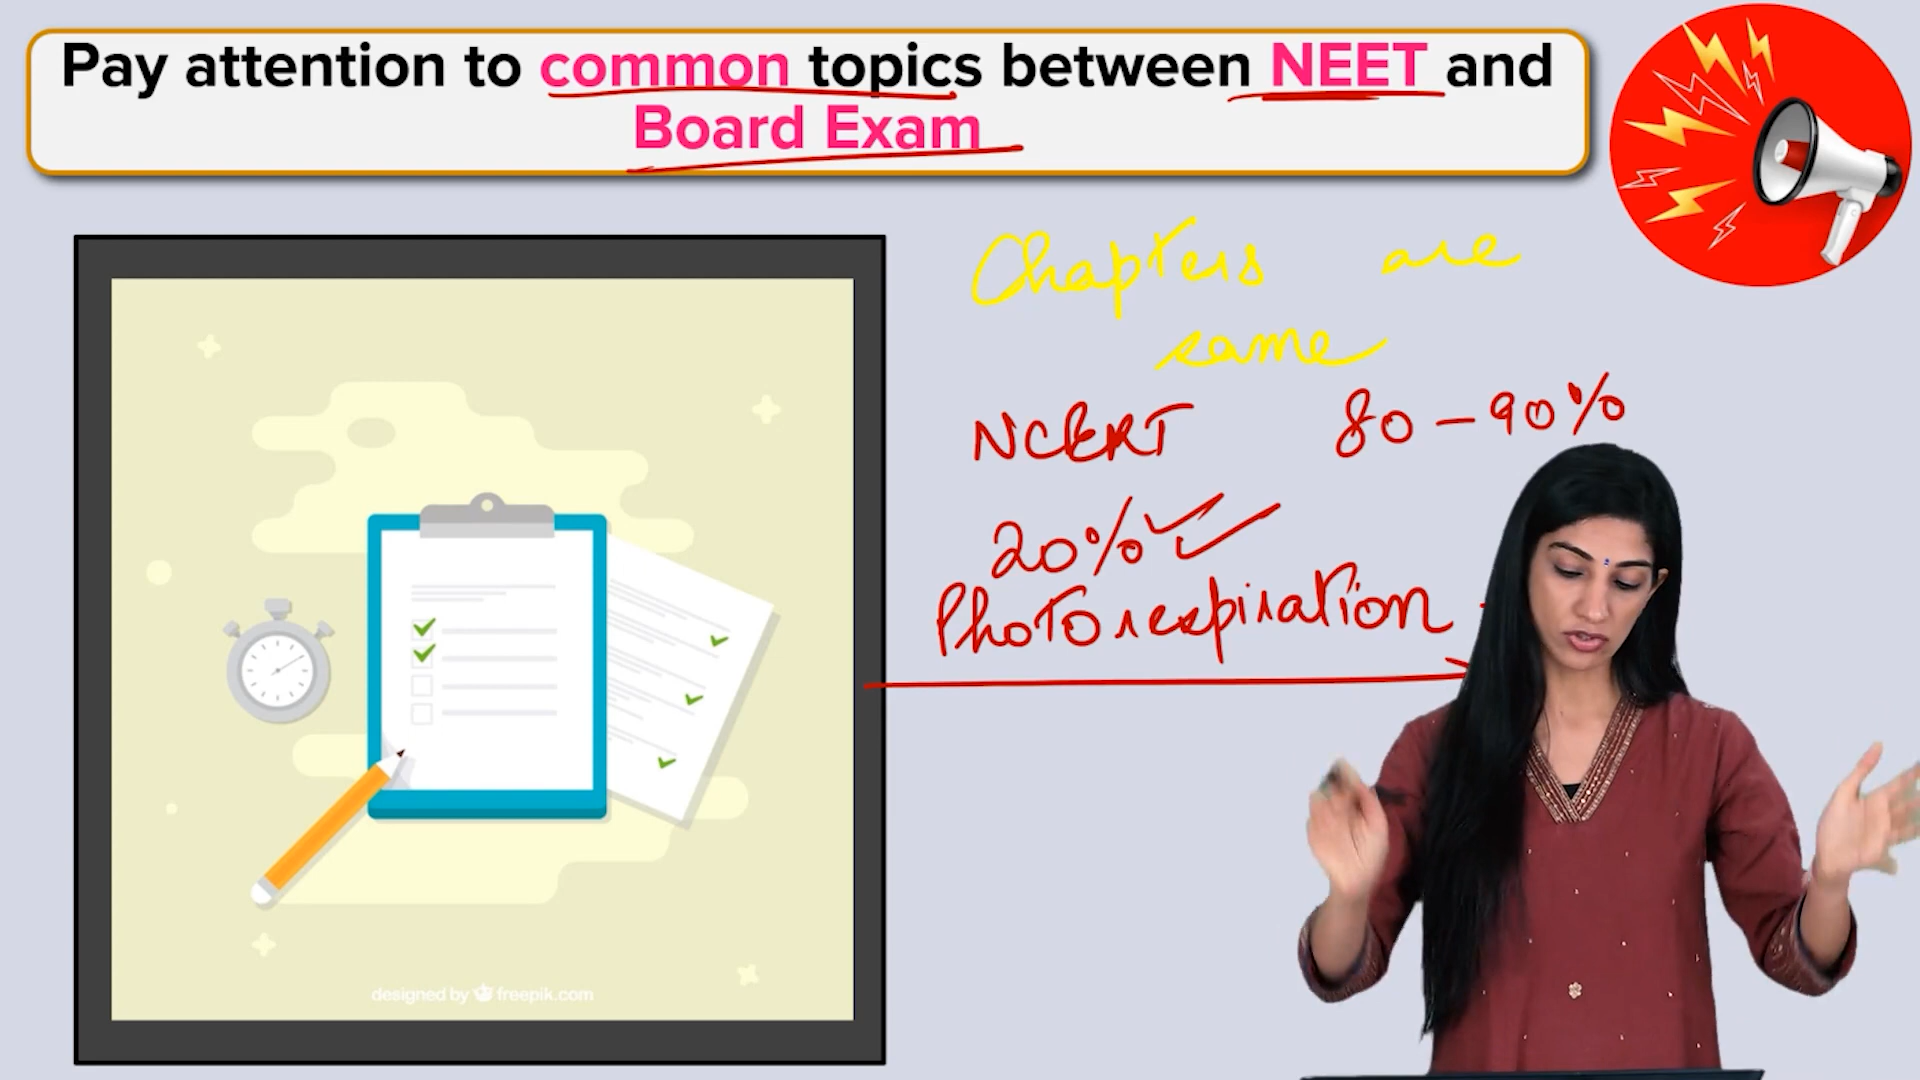 Pay attention to common topics between NEET and
Board Exam
Chapters are
same
NCERT 80-90%
20%
Photorespiration
designed by freepik.com